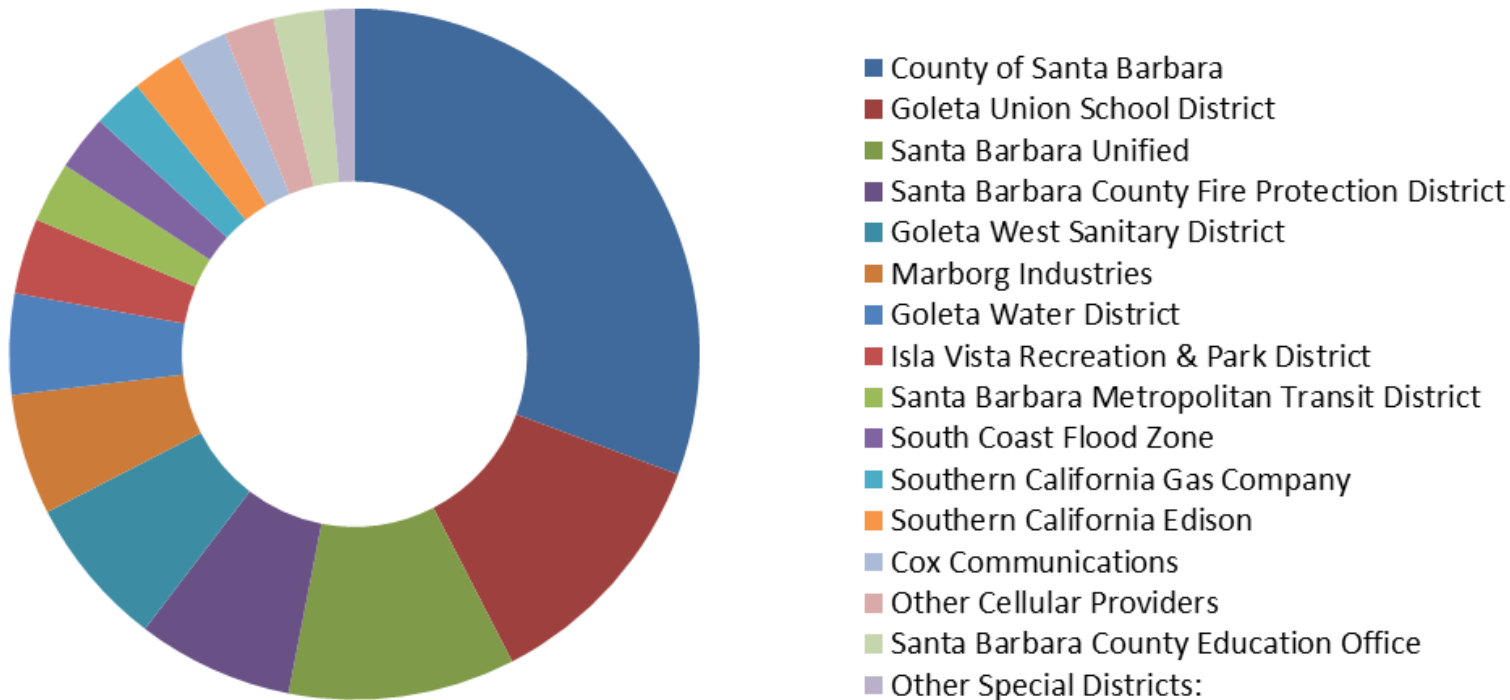 County of Santa Barbara
Goleta Union School District
Santa Barbara Unified
Santa Barbara County Fire Protection District
Goleta West Sanitary District
Marborg Industries
Goleta Water District
Isla Vista Recreation & Park District
Santa Barbara Metropolitan Transit District
South Coast Flood Zone
Southern California Gas Company
Southern California Edison
Cox Communications
Other Cellular Providers
Santa Barbara County Education Office
Other Special Districts: